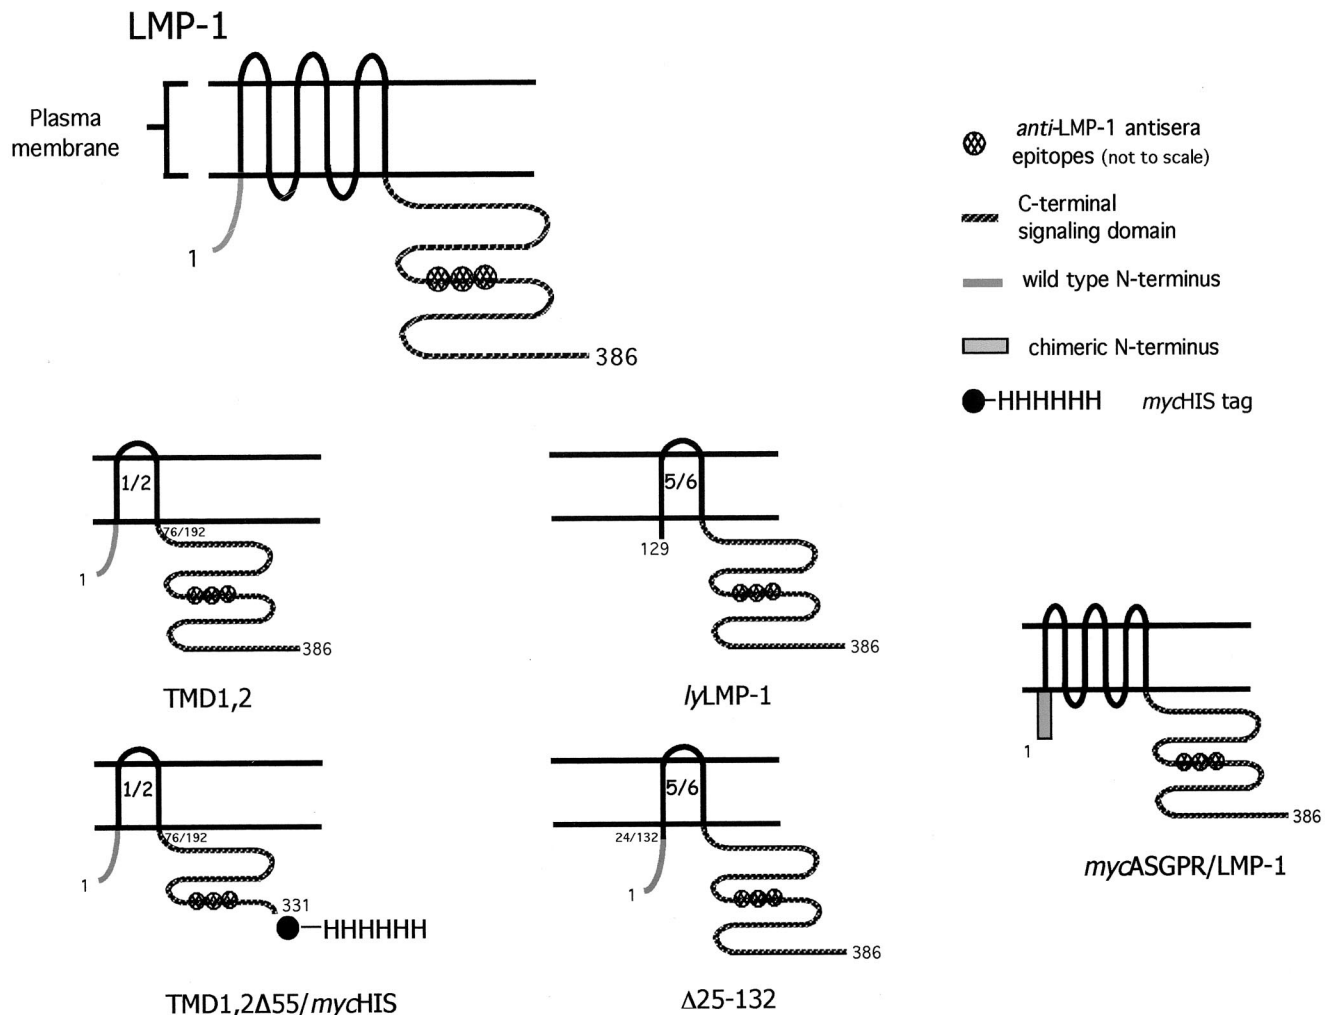 LMP-1
Plasma
membrane
1
386
anti-LMP-1 antisera
epitopes (not to scale)
C-terminal
signaling domain
wild type N-terminus
chimeric N-terminus
HHHHHH mycHIS tag
1/2
76/192
1
386
TMD1,2
5/6
129
386
lyLMP-1
1/2
76/192
1
331
HHHHHH
TMD1,2Δ55/mycHIS
5/6
24/132
1
386
Δ25-132
1
386
mycASGPR/LMP-1